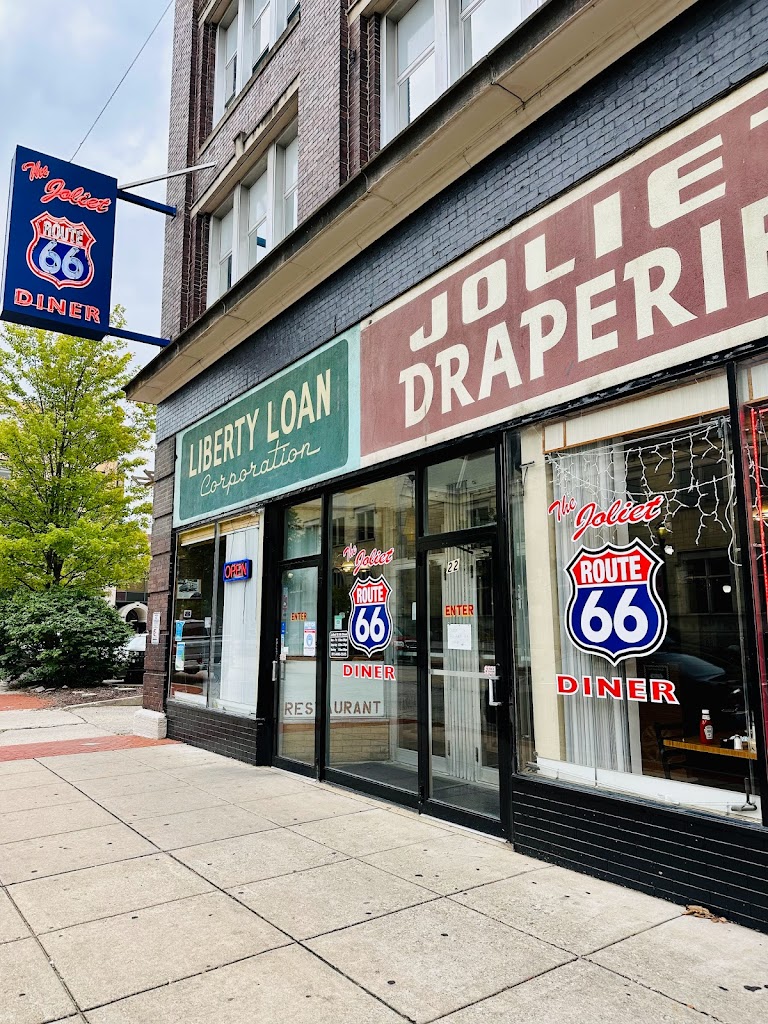 The
Joliet
ROUTE
66
DINER
LIBERTY LOAN
Corporation
JOLIET
DRAPERIE
OPEN
ENTER
The Joliet
ROUTE
66
DINER
RESTAURANT
22
ENTER
The Joliet
ROUTE
66
DINER